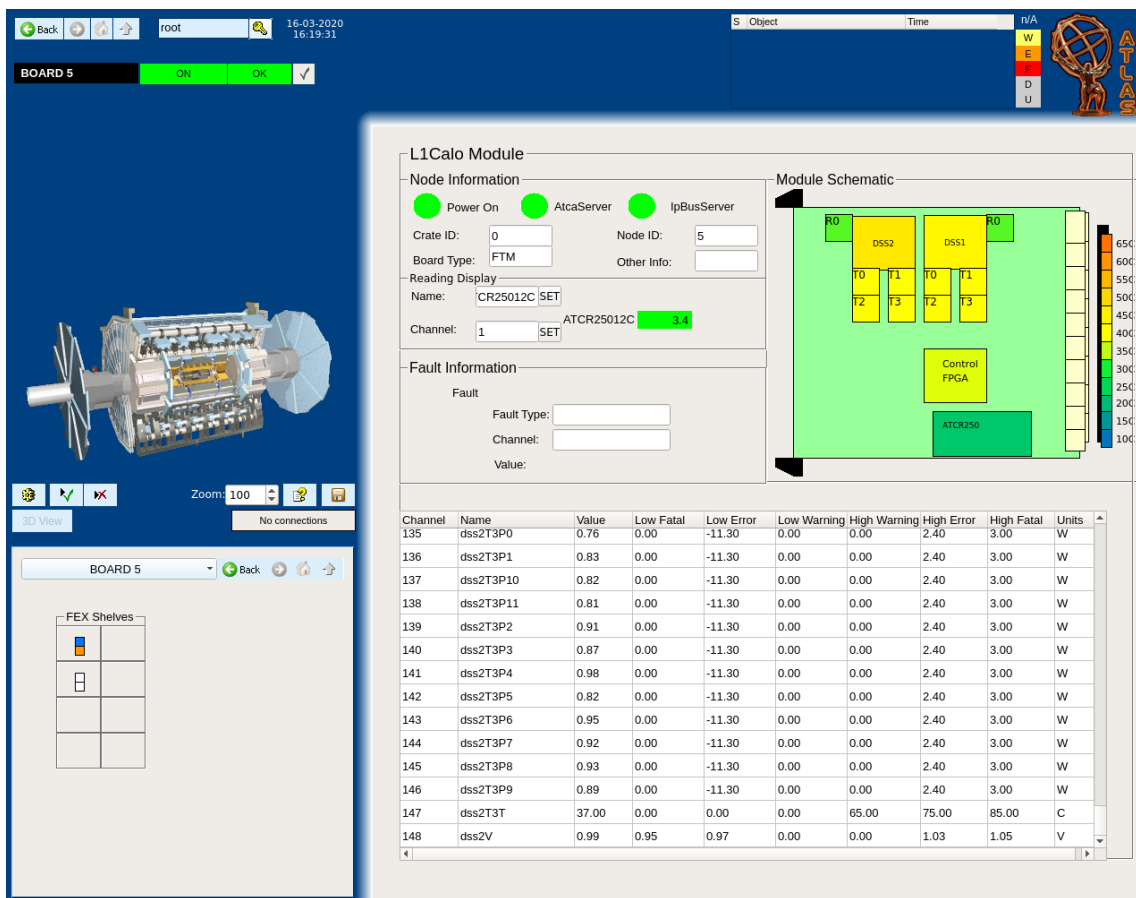 Back
root
16-03-2020
16:19:31
S Object Time
n/A
W
E
F
D
U
ATLAS
BOARD 5 ON OK
L1Calo Module
Node Information
Power On AtcaServer IpBusServer
Crate ID: 0 Node ID: 5
Board Type: FTM Other Info:
Reading Display
Name: CR25012C SET
Channel: 1 SET ATCR25012C 3.4
Fault Information
Fault
Fault Type:
Channel:
Value:
Module Schematic
R0 R0
DSS2 DSS1
T0 T1 T0 T1
T2 T3 T2 T3
Control
FPGA
ATCR250
650:
600:
550:
500:
450:
400:
350:
300:
250:
200:
150:
100:
Zoom: 100
3D View No connections
BOARD 5 Back
FEX Shelves
Channel Name Value Low Fatal Low Error Low Warning High Warning High Error High Fatal Units
135 dss2T3P0 0.76 0.00 -11.30 0.00 0.00 2.40 3.00 W
136 dss2T3P1 0.83 0.00 -11.30 0.00 0.00 2.40 3.00 W
137 dss2T3P10 0.82 0.00 -11.30 0.00 0.00 2.40 3.00 W
138 dss2T3P11 0.81 0.00 -11.30 0.00 0.00 2.40 3.00 W
139 dss2T3P2 0.91 0.00 -11.30 0.00 0.00 2.40 3.00 W
140 dss2T3P3 0.87 0.00 -11.30 0.00 0.00 2.40 3.00 W
141 dss2T3P4 0.98 0.00 -11.30 0.00 0.00 2.40 3.00 W
142 dss2T3P5 0.82 0.00 -11.30 0.00 0.00 2.40 3.00 W
143 dss2T3P6 0.95 0.00 -11.30 0.00 0.00 2.40 3.00 W
144 dss2T3P7 0.92 0.00 -11.30 0.00 0.00 2.40 3.00 W
145 dss2T3P8 0.93 0.00 -11.30 0.00 0.00 2.40 3.00 W
146 dss2T3P9 0.89 0.00 -11.30 0.00 0.00 2.40 3.00 W
147 dss2T3T 37.00 0.00 0.00 0.00 65.00 75.00 85.00 C
148 dss2V 0.99 0.95 0.97 0.00 0.00 1.03 1.05 V